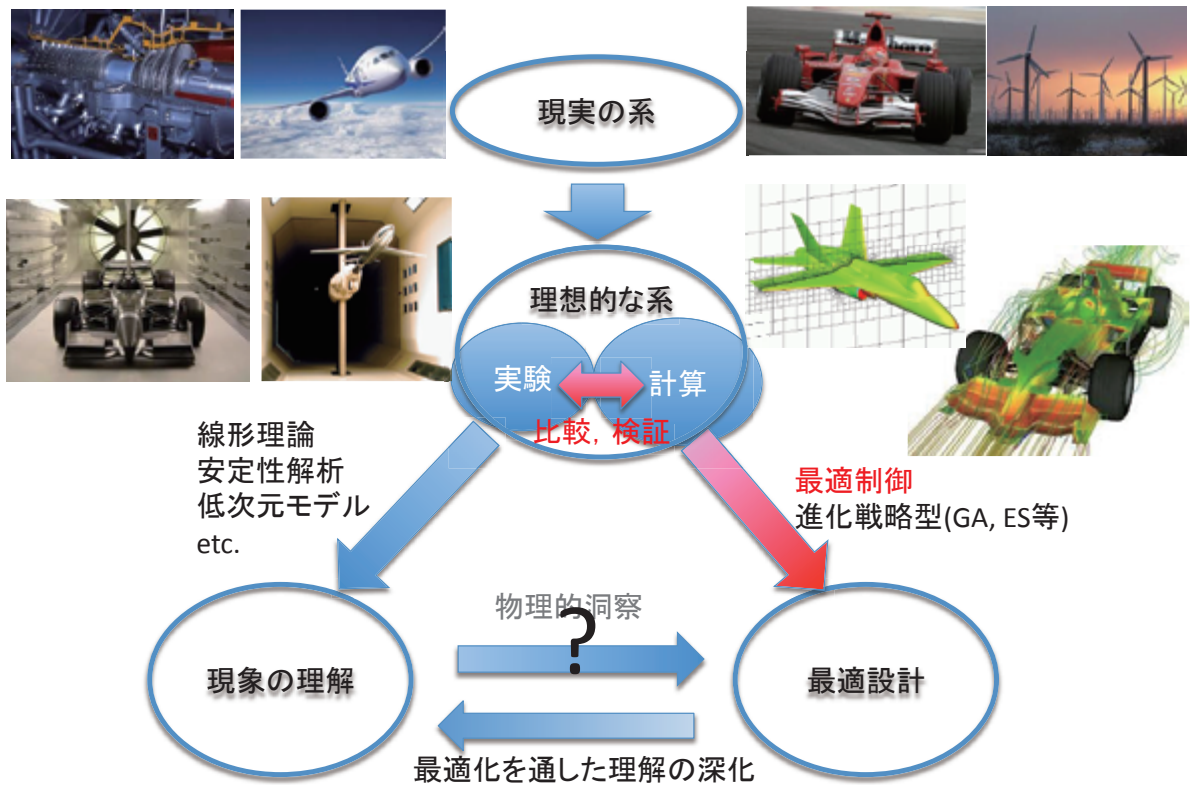 現実の系
理想的な系
実験
計算
比較, 検証
線形理論
安定性解析
低次元モデル
etc.
最適制御
進化戦略型(GA, ES等)
物理的洞察
?
現象の理解
最適設計
最適化を通した理解の深化